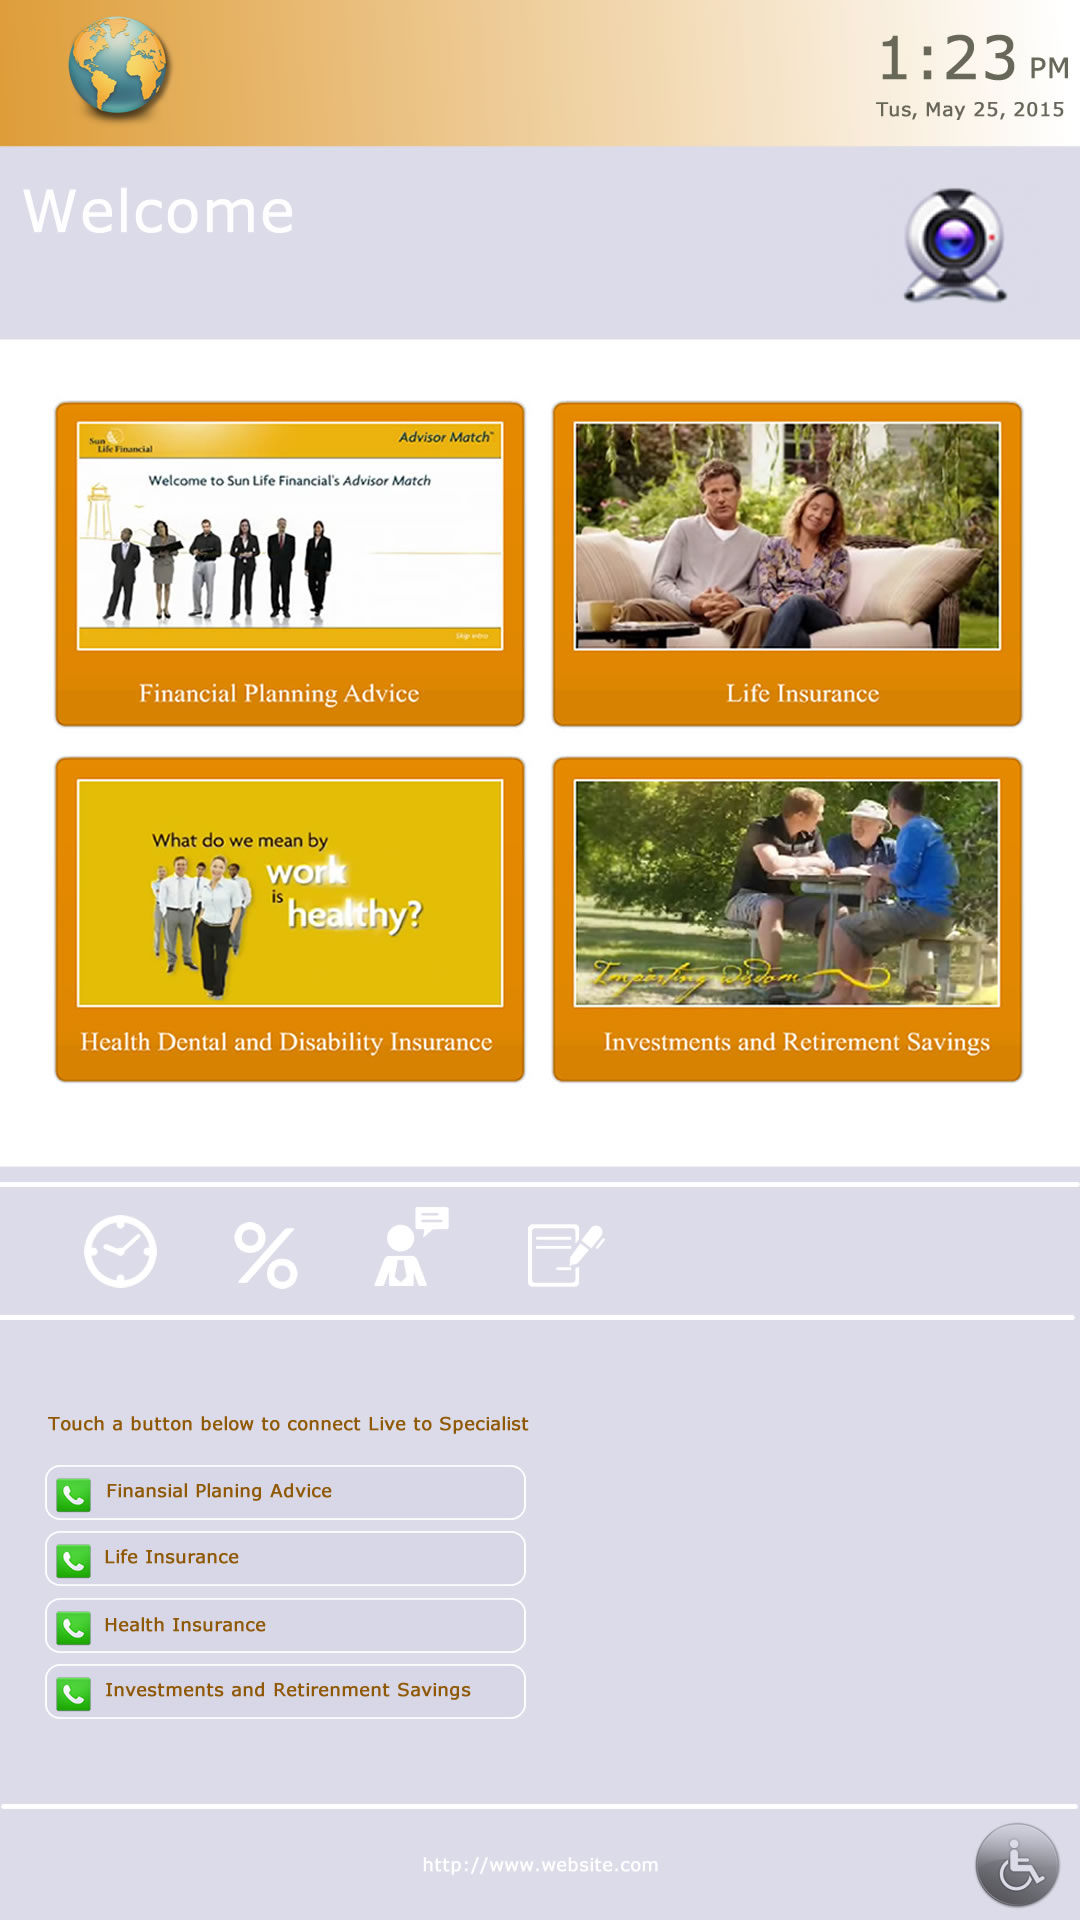 1:23 PM
Tus, May 25, 2015
Welcome
Sun
Life Financial
Advisor Match™
Welcome to Sun Life Financial's Advisor Match
Skip intro
Financial Planning Advice
Life Insurance
What do we mean by
work
is
healthy?
Health Dental and Disability Insurance
Imparting wisdom
Investments and Retirement Savings
Touch a button below to connect Live to Specialist
Finansial Planing Advice
Life Insurance
Health Insurance
Investments and Retirenment Savings
http://www.website.com